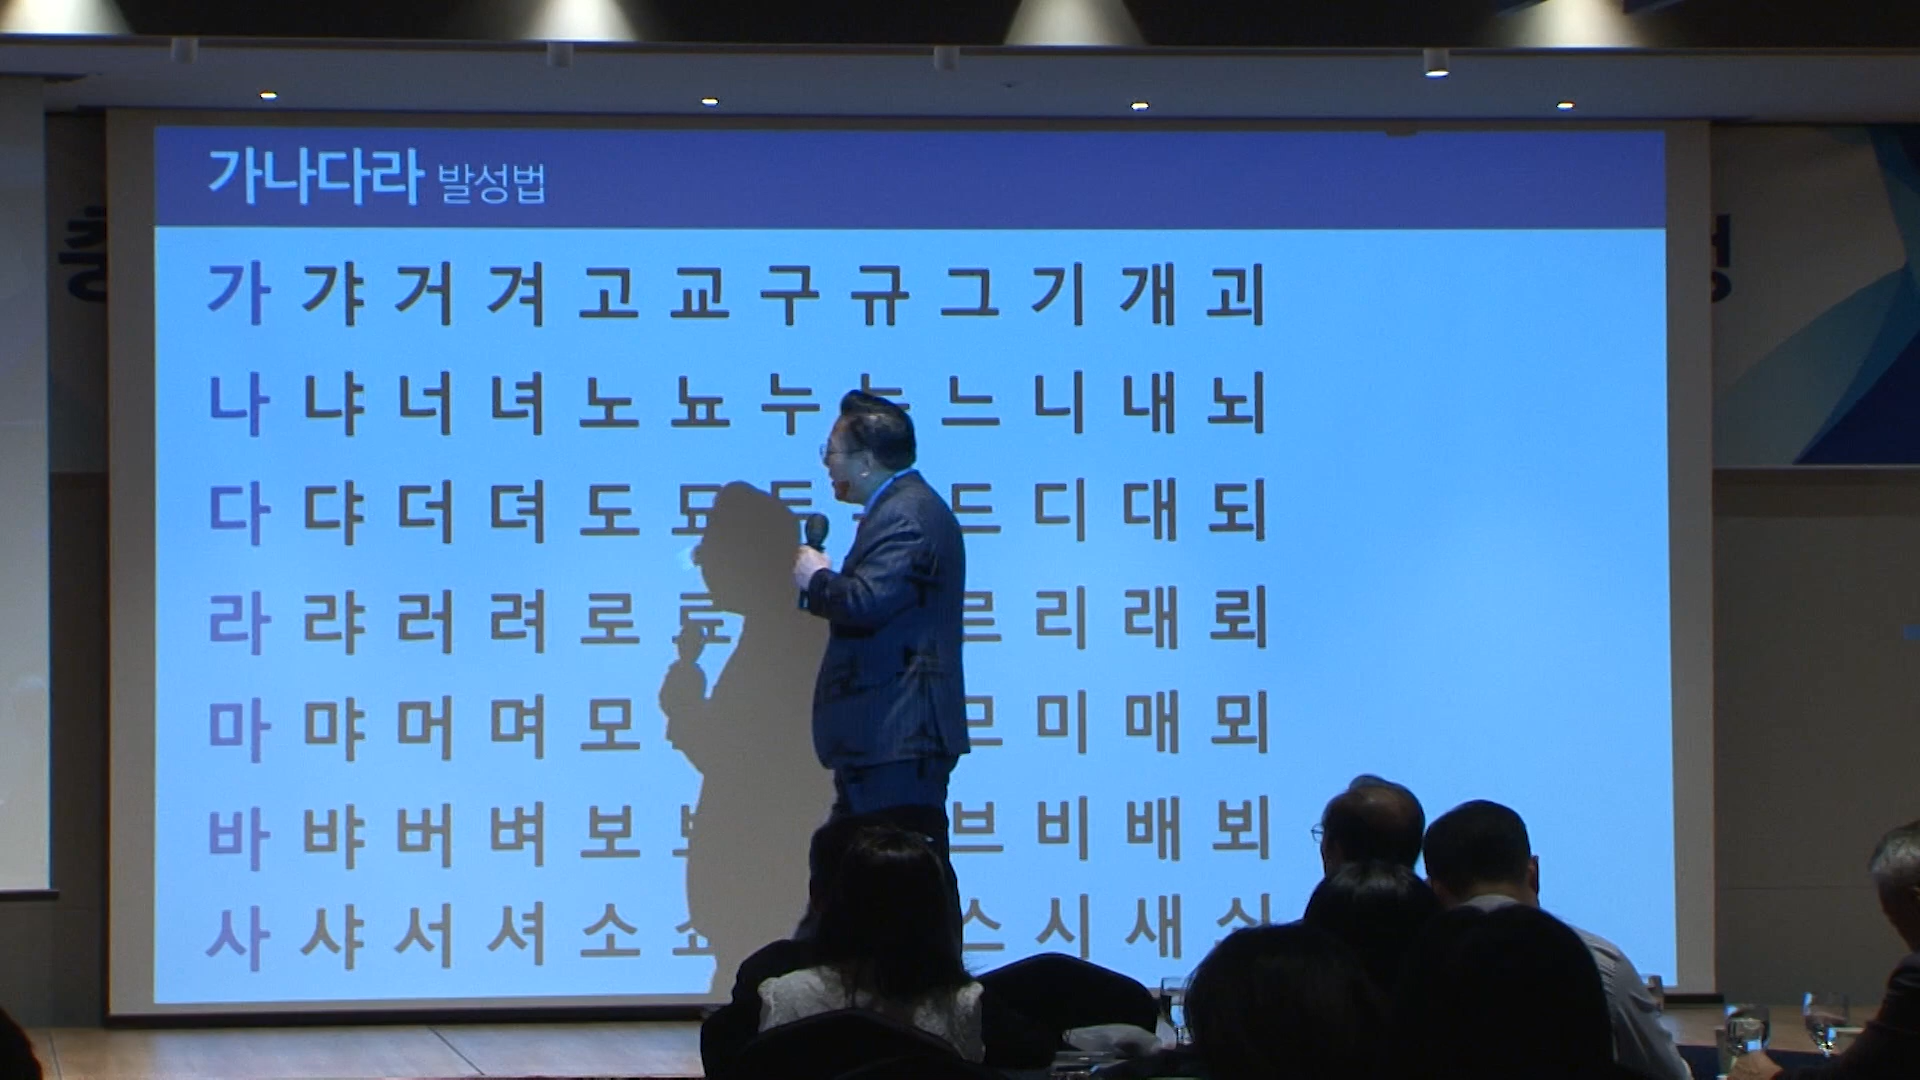 가나다라 발성법
가 갸 거 겨 고 교 구 규 그 기 개 괴
나 냐 너 녀 노 뇨 누 느 니 내 뇌
다 댜 더 뎌 도 드 디 대 되
라 랴 러 려 로 르 리 래 뢰
마 먀 머 며 모 므 미 매 뫼
바 뱌 버 벼 보 브 비 배 뵈
사 샤 서 셔 소 스 시 새